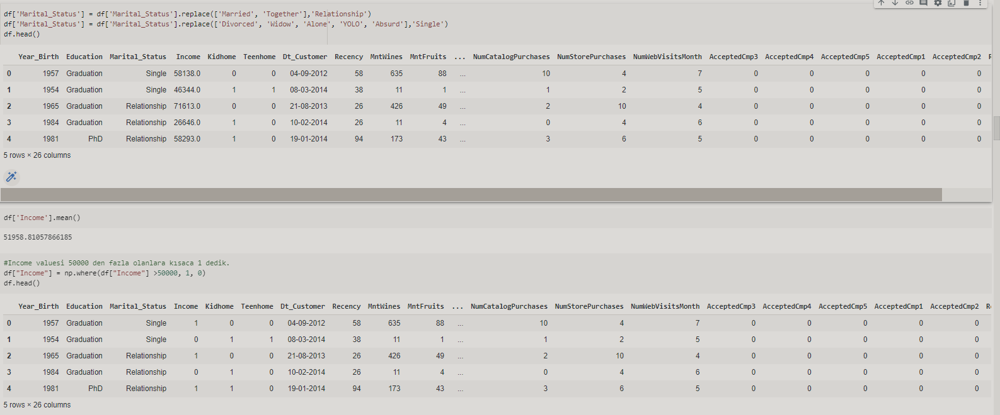 df['Marital_Status'] = df['Marital_Status'].replace(['Married', 'Together'],'Relationship')
df['Marital_Status'] = df['Marital_Status'].replace(['Divorced', 'Widow', 'Alone', 'YOLO', 'Absurd'],'Single')
df.head()
Year_Birth Education Marital_Status Income Kidhome Teenhome Dt_Customer Recency MntWines MntFruits ... NumCatalogPurchases NumStorePurchases NumWebVisitsMonth AcceptedCmp3 AcceptedCmp4 AcceptedCmp5 AcceptedCmp1 AcceptedCmp2
0 1957 Graduation Single 58138.0 0 0 04-09-2012 58 635 88 ... 10 4 7 0 0 0 0 0
1 1954 Graduation Single 46344.0 1 1 08-03-2014 38 11 1 ... 1 2 5 0 0 0 0 0
2 1965 Graduation Relationship 71613.0 0 0 21-08-2013 26 426 49 ... 2 10 4 0 0 0 0 0
3 1984 Graduation Relationship 26646.0 1 0 10-02-2014 26 11 4 ... 0 4 6 0 0 0 0 0
4 1981 PhD Relationship 58293.0 1 0 19-01-2014 94 173 43 ... 3 6 5 0 0 0 0 0
5 rows × 26 columns
df['Income'].mean()
51958.81057866185
#Income valuesi 50000 den fazla olanlara kısaca 1 dedik.
df["Income"] = np.where(df["Income"] >50000, 1, 0)
df.head()
Year_Birth Education Marital_Status Income Kidhome Teenhome Dt_Customer Recency MntWines MntFruits ... NumCatalogPurchases NumStorePurchases NumWebVisitsMonth AcceptedCmp3 AcceptedCmp4 AcceptedCmp5 AcceptedCmp1 AcceptedCmp2
0 1957 Graduation Single 1 0 0 04-09-2012 58 635 88 ... 10 4 7 0 0 0 0 0
1 1954 Graduation Single 0 1 1 08-03-2014 38 11 1 ... 1 2 5 0 0 0 0 0
2 1965 Graduation Relationship 1 0 0 21-08-2013 26 426 49 ... 2 10 4 0 0 0 0 0
3 1984 Graduation Relationship 0 1 0 10-02-2014 26 11 4 ... 0 4 6 0 0 0 0 0
4 1981 PhD Relationship 1 1 0 19-01-2014 94 173 43 ... 3 6 5 0 0 0 0 0
5 rows × 26 columns